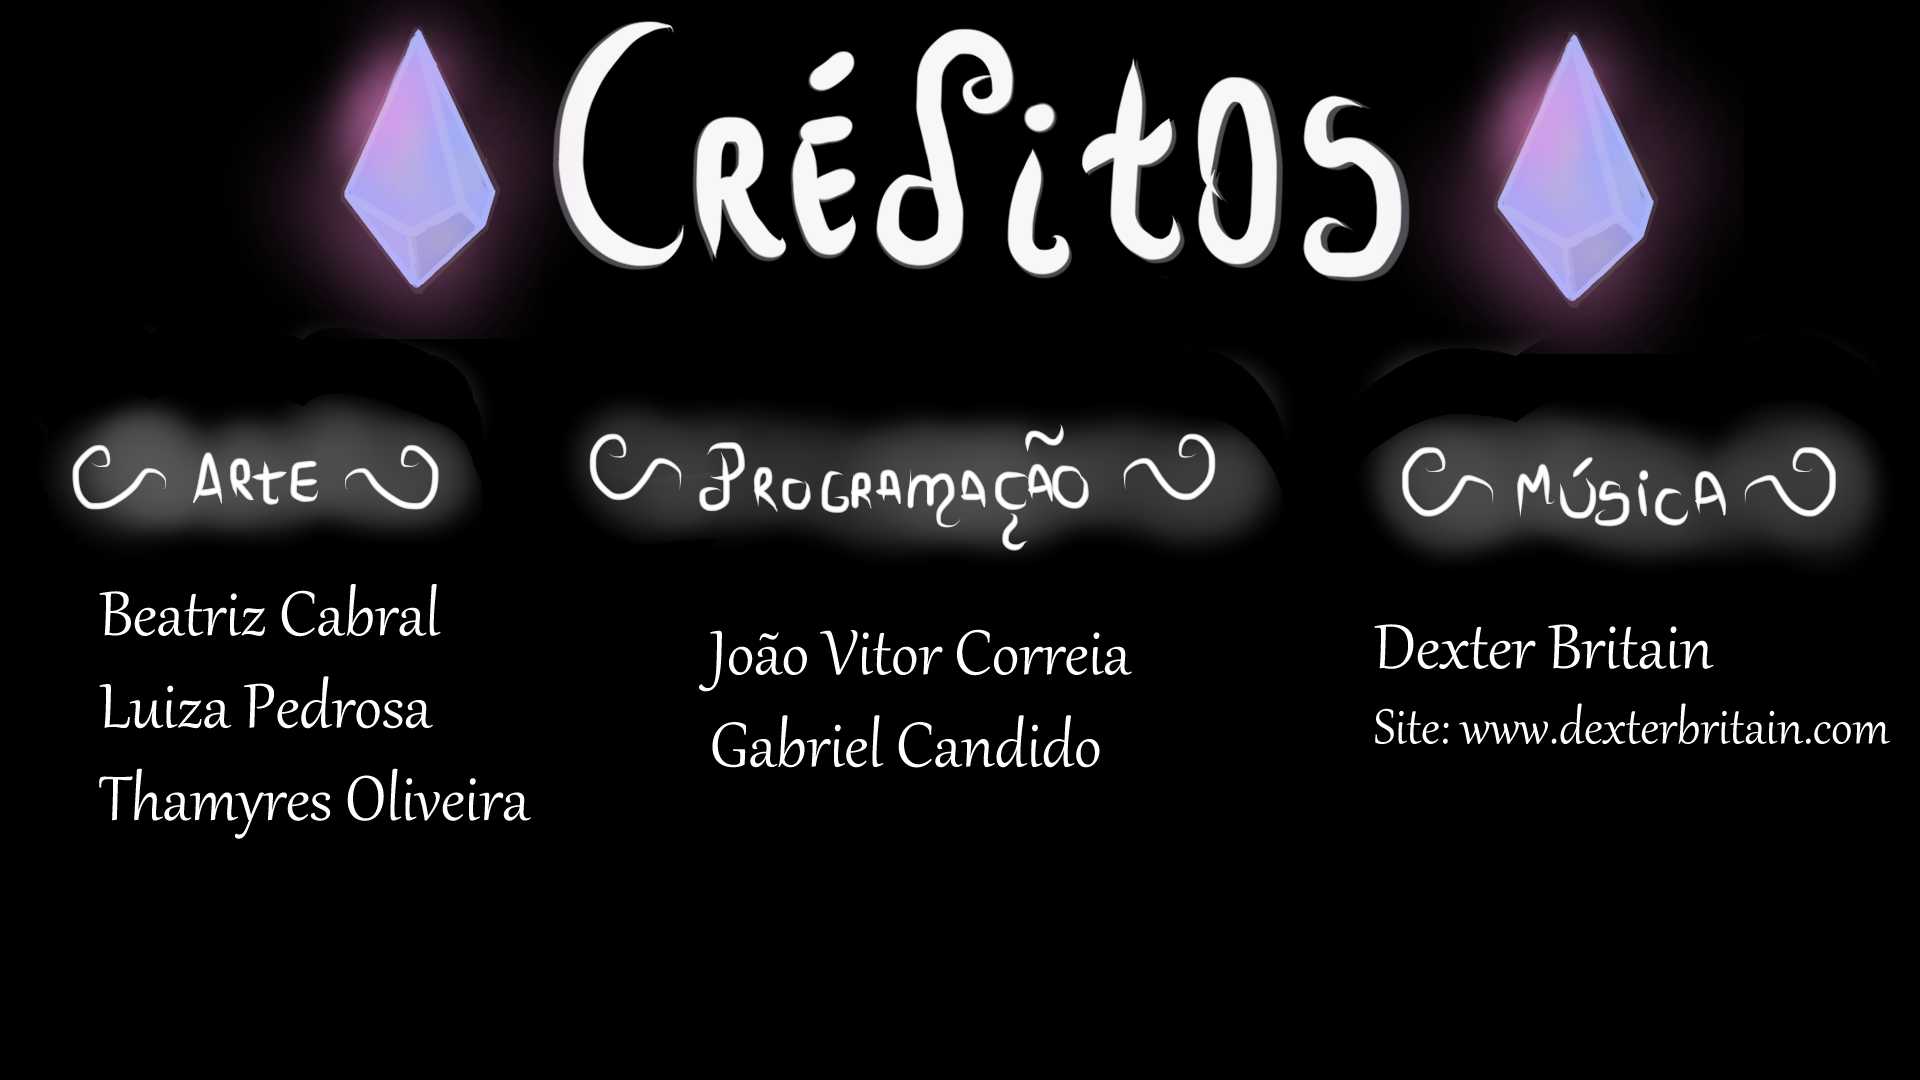 Créditos
Arte
Beatriz Cabral
Luiza Pedrosa
Thamyres Oliveira
Programação
João Vitor Correia
Gabriel Candido
Música
Dexter Britain
Site: www.dexterbritain.com